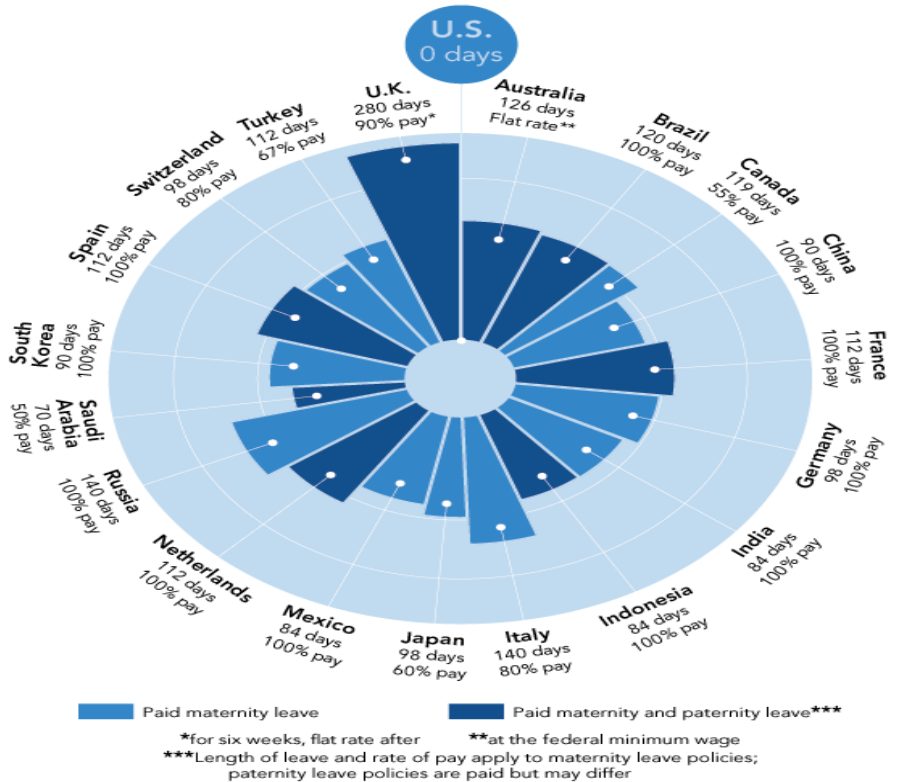 U.S.
0 days
Australia
126 days
Flat rate**
Brazil
120 days
100% pay
Canada
119 days
55% pay
China
90 days
100% pay
France
112 days
100% pay
Germany
98 days
100% pay
India
84 days
100% pay
Indonesia
84 days
100% pay
Italy
140 days
80% pay
Japan
98 days
60% pay
Mexico
84 days
100% pay
Netherlands
112 days
100% pay
Russia
140 days
100% pay
Saudi
Arabia
70 days
50% pay
South
Korea
90 days
100% pay
Spain
112 days
100% pay
Switzerland
98 days
80% pay
Turkey
112 days
67% pay
U.K.
280 days
90% pay*
Paid maternity leave
Paid maternity and paternity leave***
*for six weeks, flat rate after
**at the federal minimum wage
***Length of leave and rate of pay apply to maternity leave policies;
paternity leave policies are paid but may differ